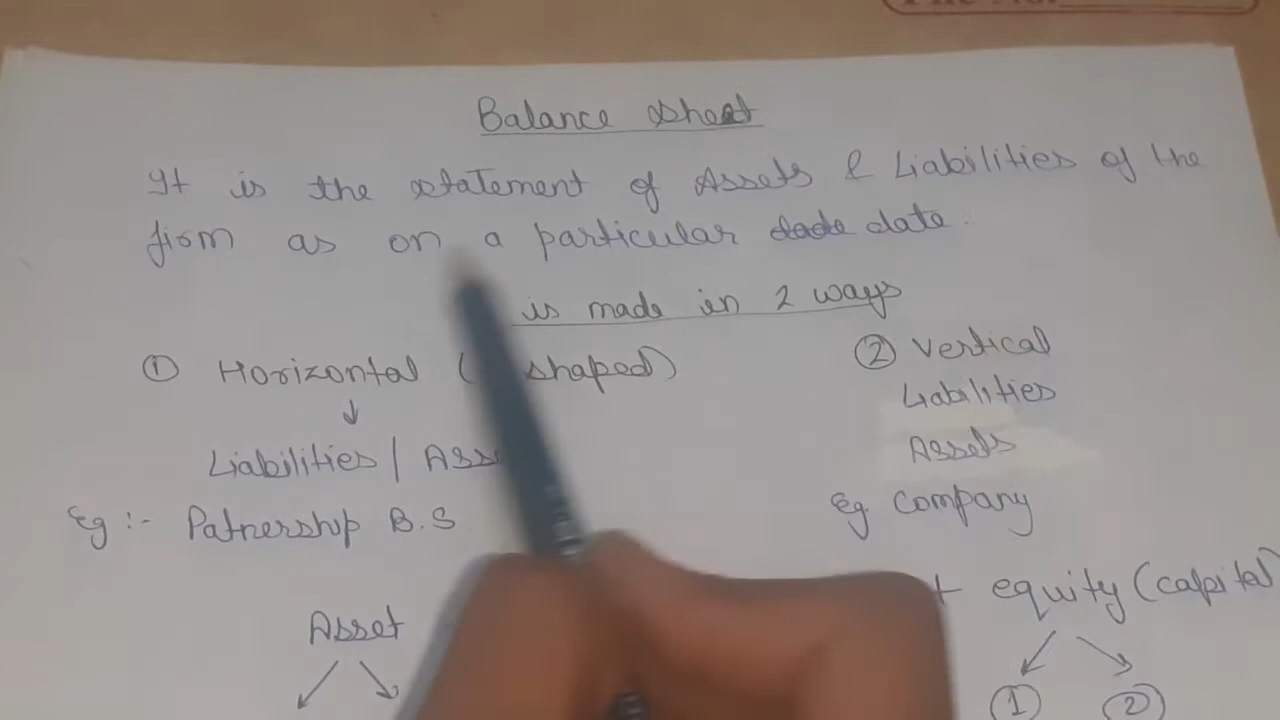 Balance Sheet
It is the statement of Assets & Liabilities of the
firm as on a particular date.
is made in 2 ways
① Horizontal ( shaped)
② Vertical
↓
Liabilities
Liabilities | Ass
Assets
Eg :- Patnership B.S
Eg. Company
equity (capital)
Asset
① ②